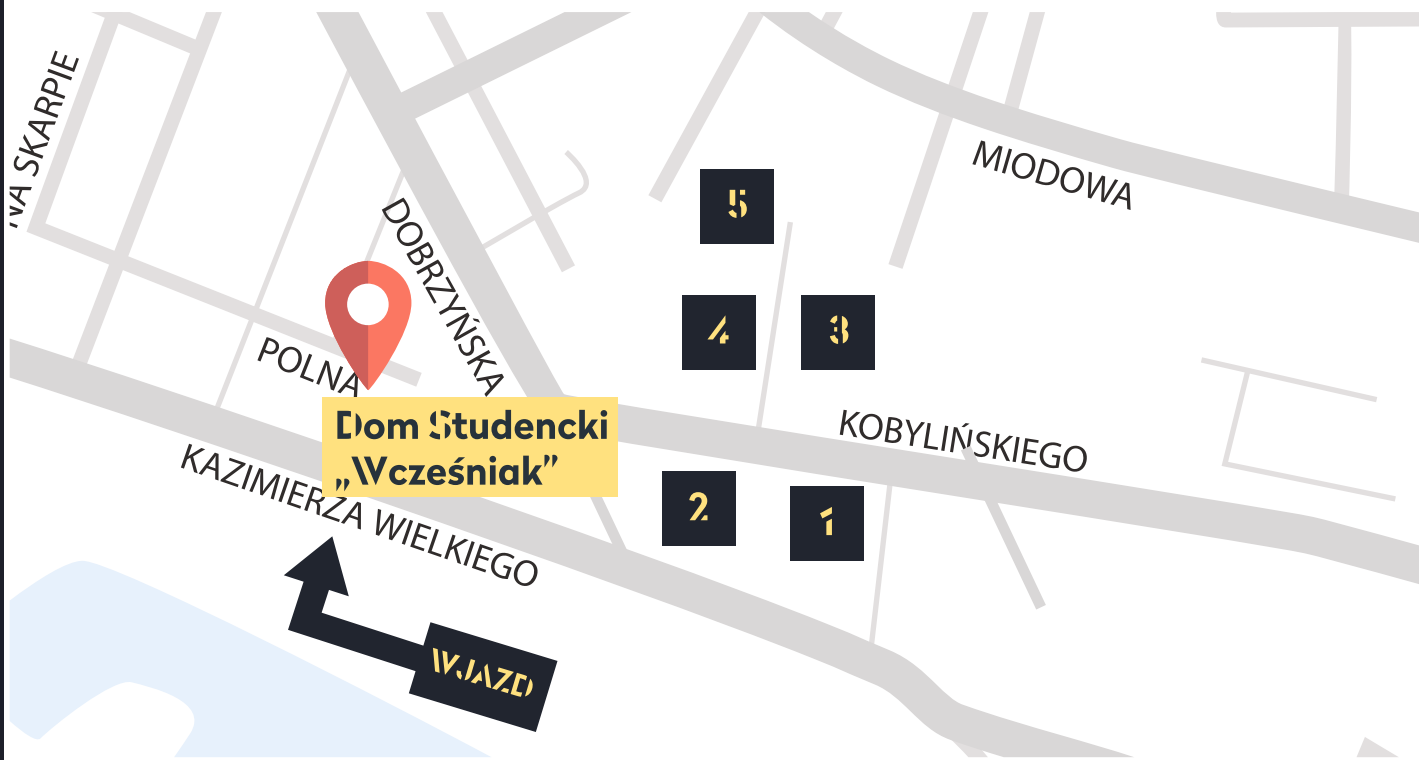 NA SKARPIE
MIODOWA
DOBRZYŃSKA
5
4
3
POLNA
Dom Studencki
„Wcześniak”
KOBYLIŃSKIEGO
KAZIMIERZA WIELKIEGO
2
1
WJAZD